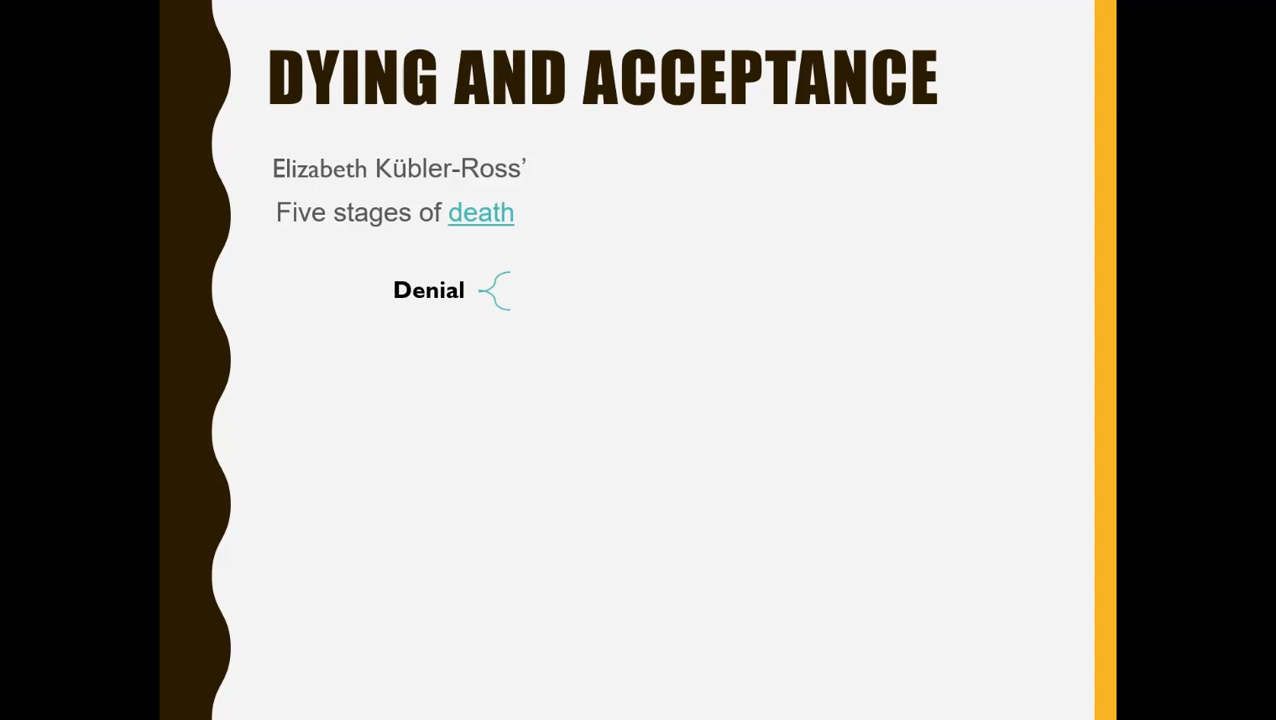 DYING AND ACCEPTANCE
Elizabeth Kübler-Ross’
Five stages of death
Denial